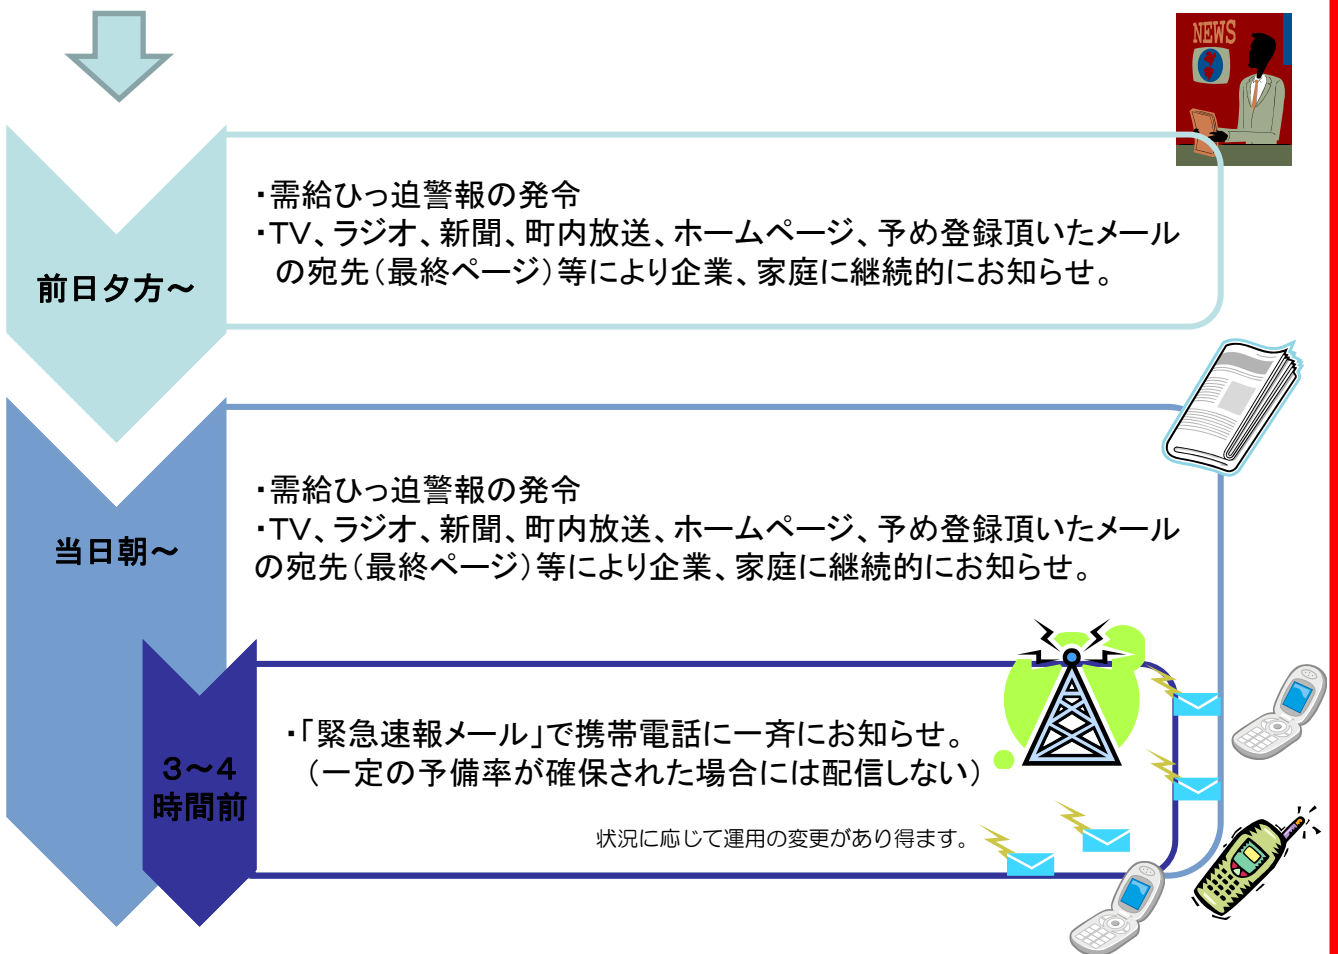 NEWS
前日夕方～
・需給ひっ迫警報の発令
・TV、ラジオ、新聞、町内放送、ホームページ、予め登録頂いたメール
の宛先（最終ページ）等により企業、家庭に継続的にお知らせ。
当日朝～
・需給ひっ迫警報の発令
・TV、ラジオ、新聞、町内放送、ホームページ、予め登録頂いたメール
の宛先（最終ページ）等により企業、家庭に継続的にお知らせ。
３～４
時間前
・「緊急速報メール」で携帯電話に一斉にお知らせ。
（一定の予備率が確保された場合には配信しない）
状況に応じて運用の変更があり得ます。